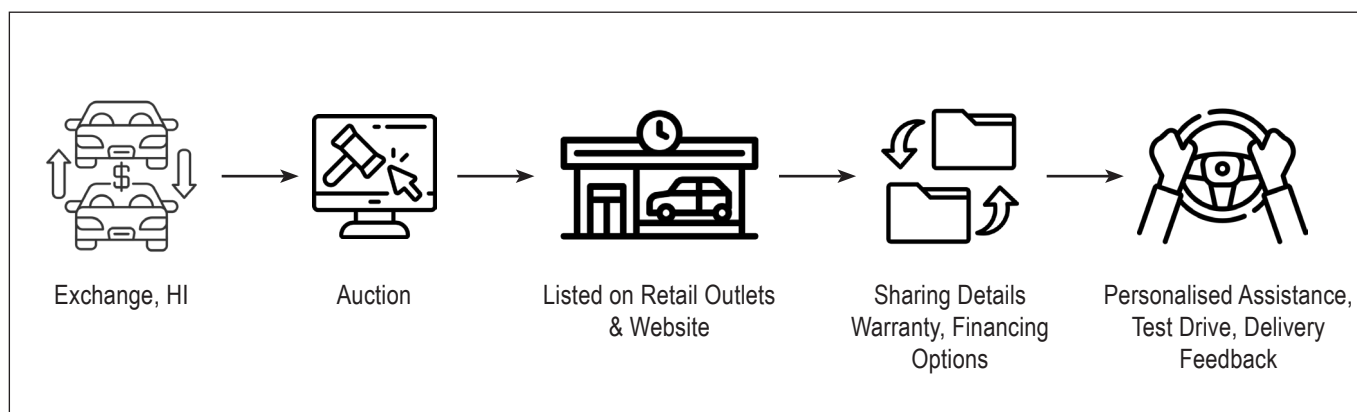 $
Exchange, HI
Auction
Listed on Retail Outlets
& Website
Sharing Details
Warranty, Financing
Options
Personalised Assistance,
Test Drive, Delivery
Feedback